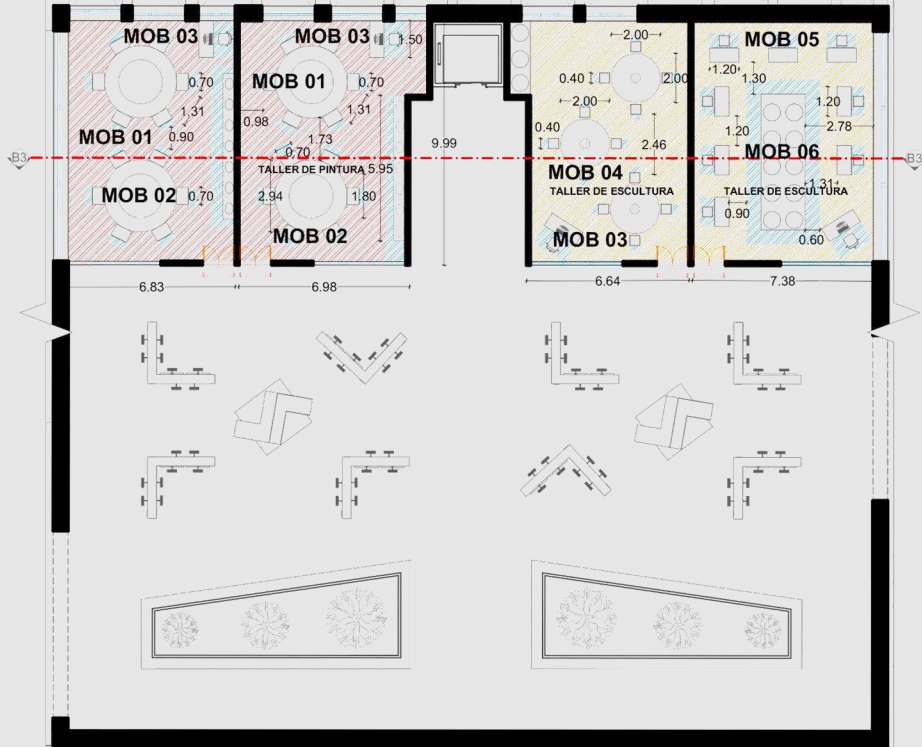 MOB 03
MOB 03
2.00
MOB 05
.50
1.20
1.30
MOB 01
0.70
0.70
0.40
2.00
2.00
1.31
1.31
1.20
0.98
0.40
2.78
MOB 01
0.90
1.73
9.99
2.46
1.20
B3
0.70
MOB 06
B3
TALLER DE PINTURA
5.95
MOB 04
1.31
MOB 02
0.70
2.94
1.80
TALLER DE ESCULTURA
TALLER DE ESCULTURA
0.90
MOB 02
MOB 03
0.60
6.83
6.98
6.64
7.38